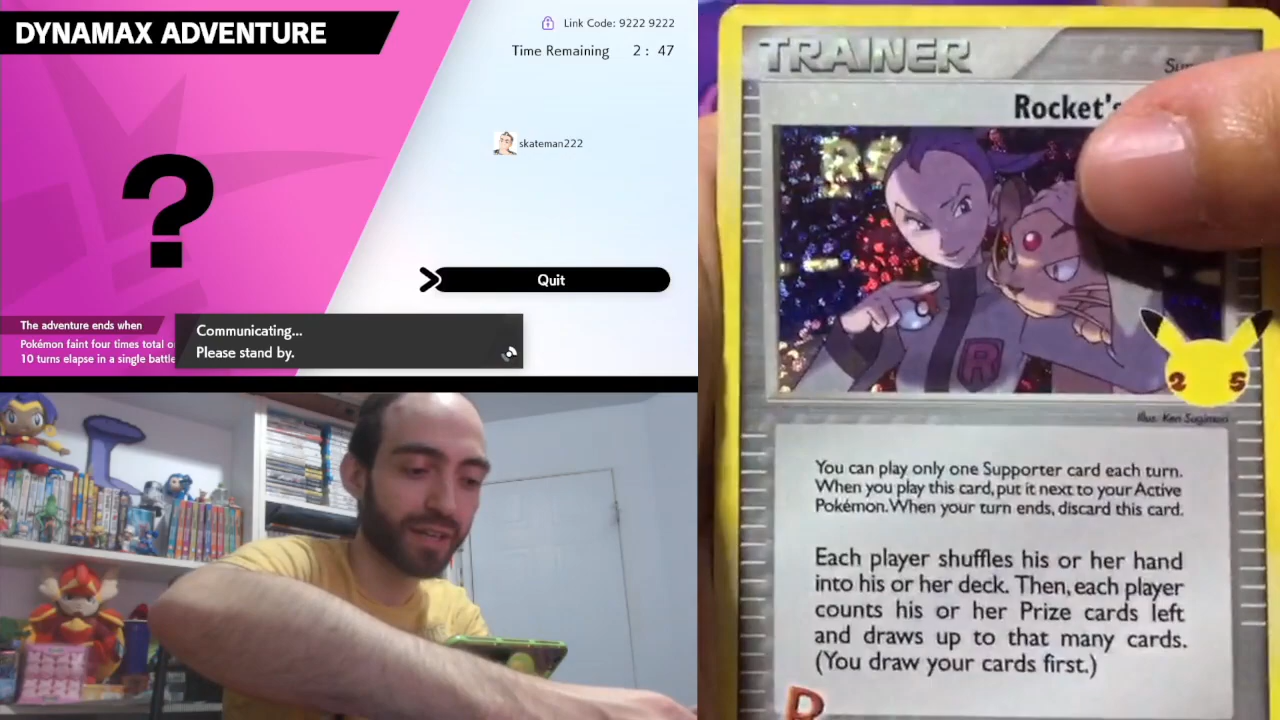 DYNAMAX ADVENTURE
Link Code: 9222 9222
Time Remaining 2: 47
skateman222
Quit
The adventure ends when
Pokémon faint four times total o
10 turns elapse in a single battle
Communicating...
Please stand by.
TRAINER
Rocket's
R
25
Illus. Ken Sugimori
You can play only one Supporter card each turn.
When you play this card, put it next to your Active
Pokémon. When your turn ends, discard this card.
Each player shuffles his or her hand
into his or her deck. Then, each player
counts his or her Prize cards left
and draws up to that many cards.
(You draw your cards first.)
R